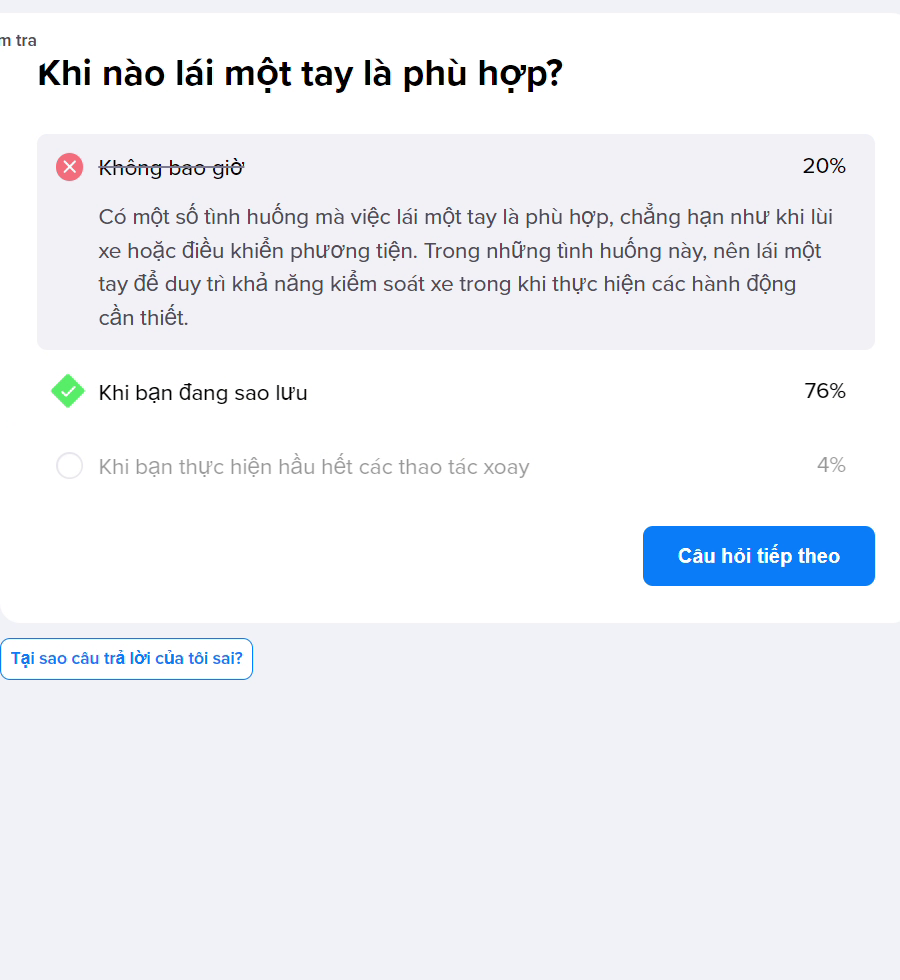 m tra
Khi nào lái một tay là phù hợp?
Không bao giờ 20%
Có một số tình huống mà việc lái một tay là phù hợp, chẳng hạn như khi lùi
xe hoặc điều khiển phương tiện. Trong những tình huống này, nên lái một
tay để duy trì khả năng kiểm soát xe trong khi thực hiện các hành động
cần thiết.
Khi bạn đang sao lưu 76%
Khi bạn thực hiện hầu hết các thao tác xoay 4%
Câu hỏi tiếp theo
Tại sao câu trả lời của tôi sai?